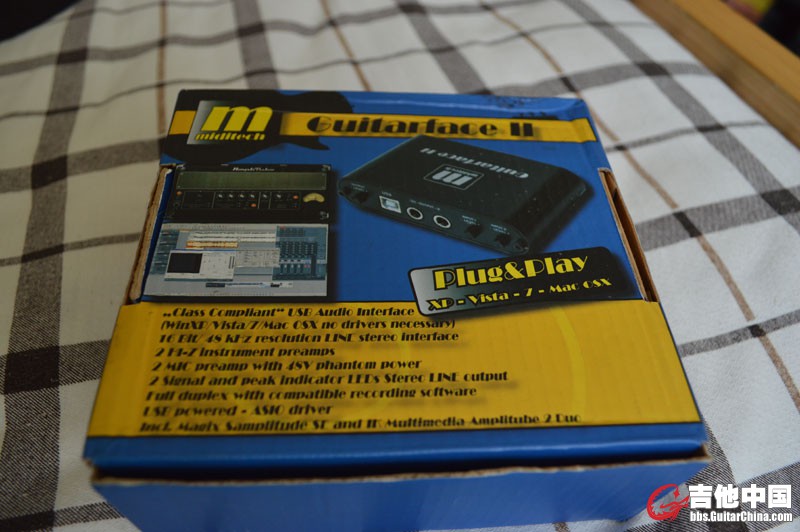 m
miditech
Guitarface II
Guitarface II
m
Plug&Play
XP - Vista - 7 - Mac OSX
„Class Compliant" USB Audio Interface
(WinXP/Vista/7/Mac OSX no drivers necessary)
16 Bit/48 KHz resolution LINE stereo interface
2 Hi-Z instrument preamps
2 MIC preamp with 48V phantom power
2 Signal and peak indicator LEDs Stereo LINE output
Full duplex with compatible recording software
USB powered - ASIO driver
Incl. Magix Samplitude SE and IK Multimedia Amplitube 2 Duo
吉他中国
bbs.GuitarChina.com